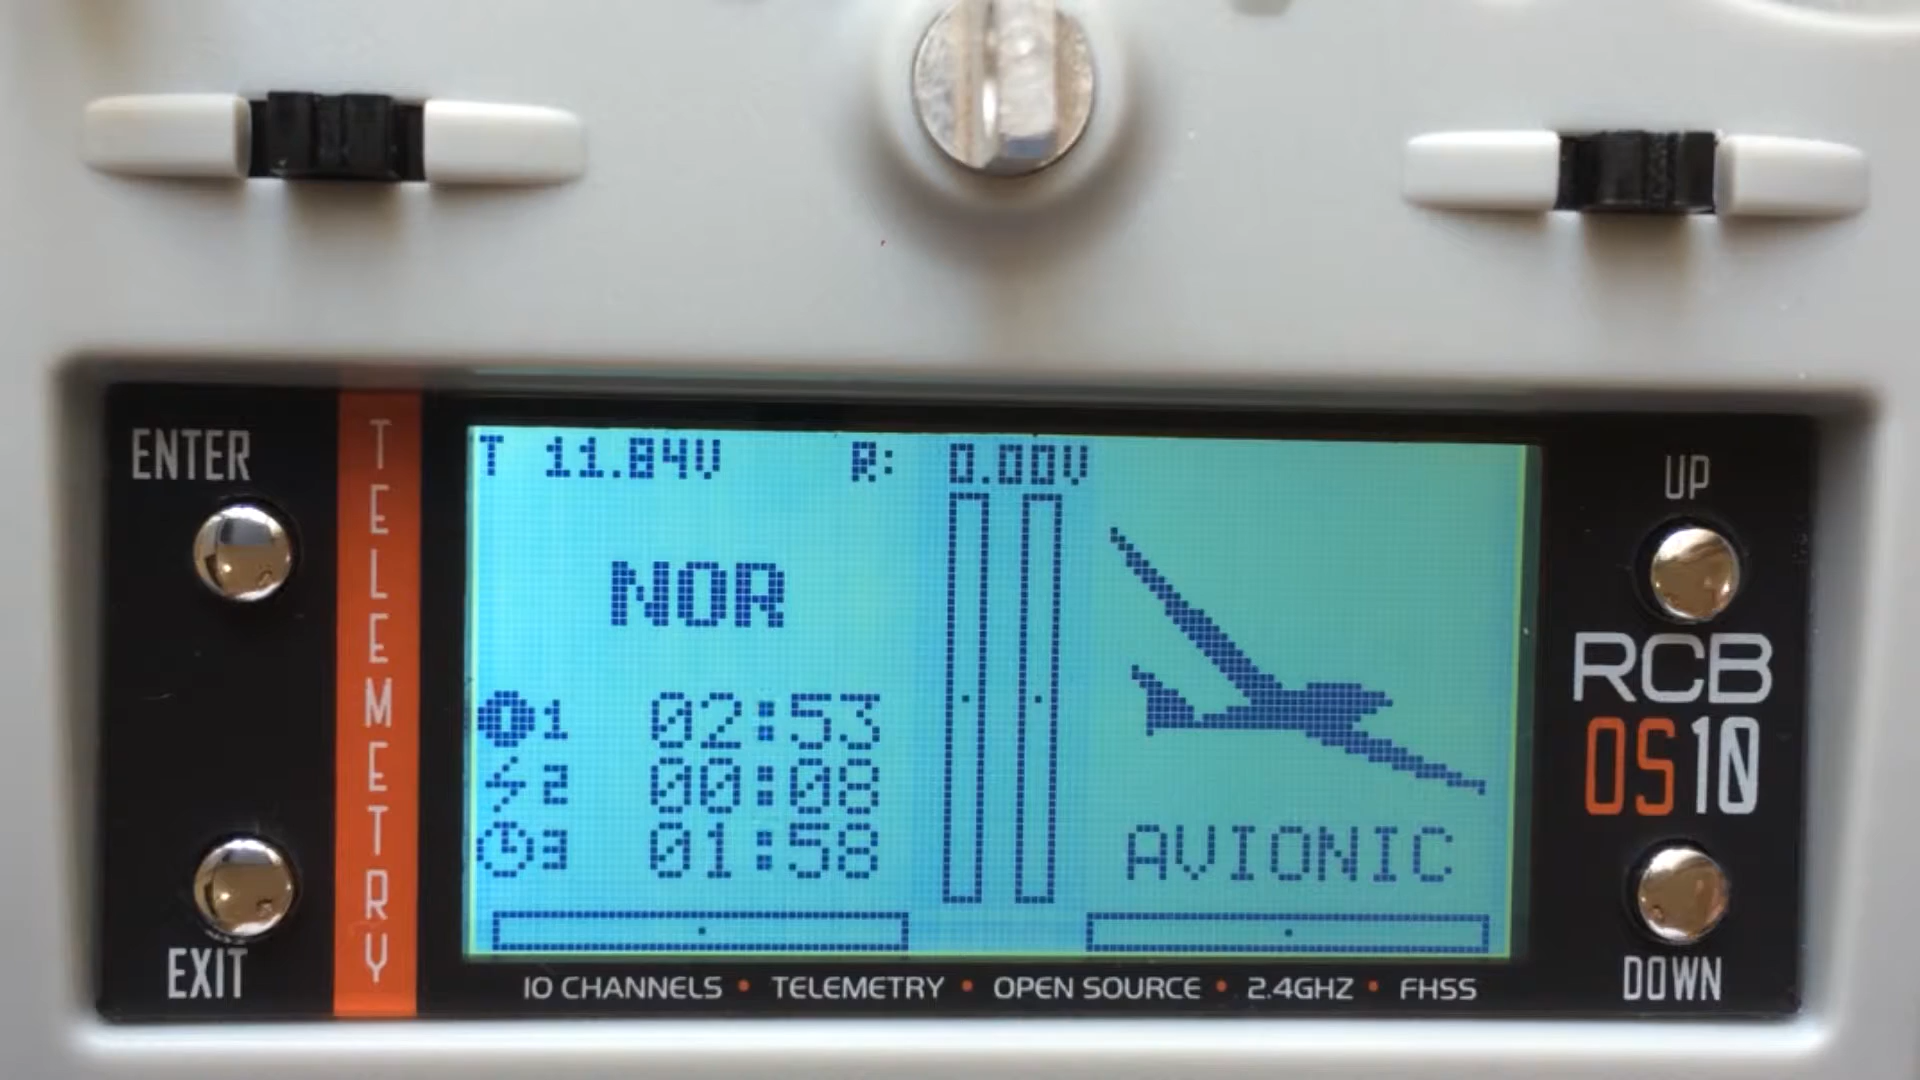 ENTER
EXIT
TELEMETRY
T 11.84V R: 0.00V
NOR
1 02:53
2 00:08
3 01:58
AVIONIC
UP
RCB
OS10
DOWN
10 CHANNELS • TELEMETRY • OPEN SOURCE • 2.4GHZ • FHSS